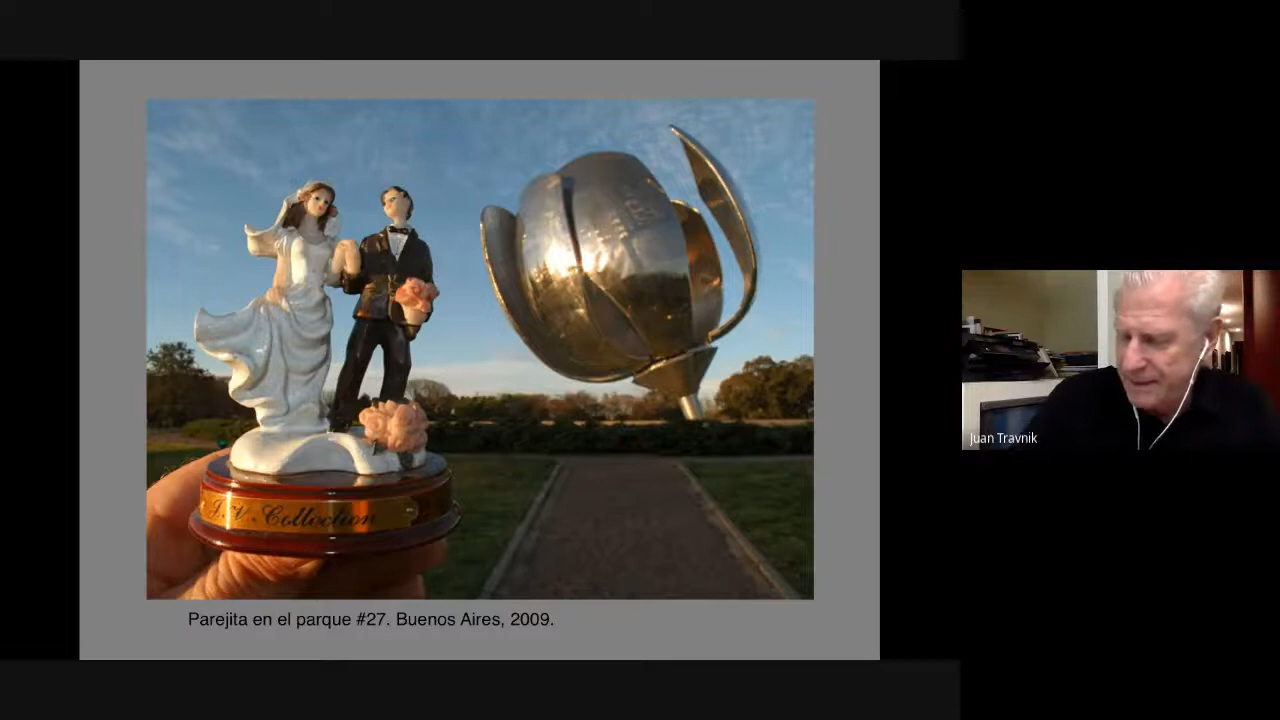 J.V. Collection
Parejita en el parque #27. Buenos Aires, 2009.
Juan Travnik